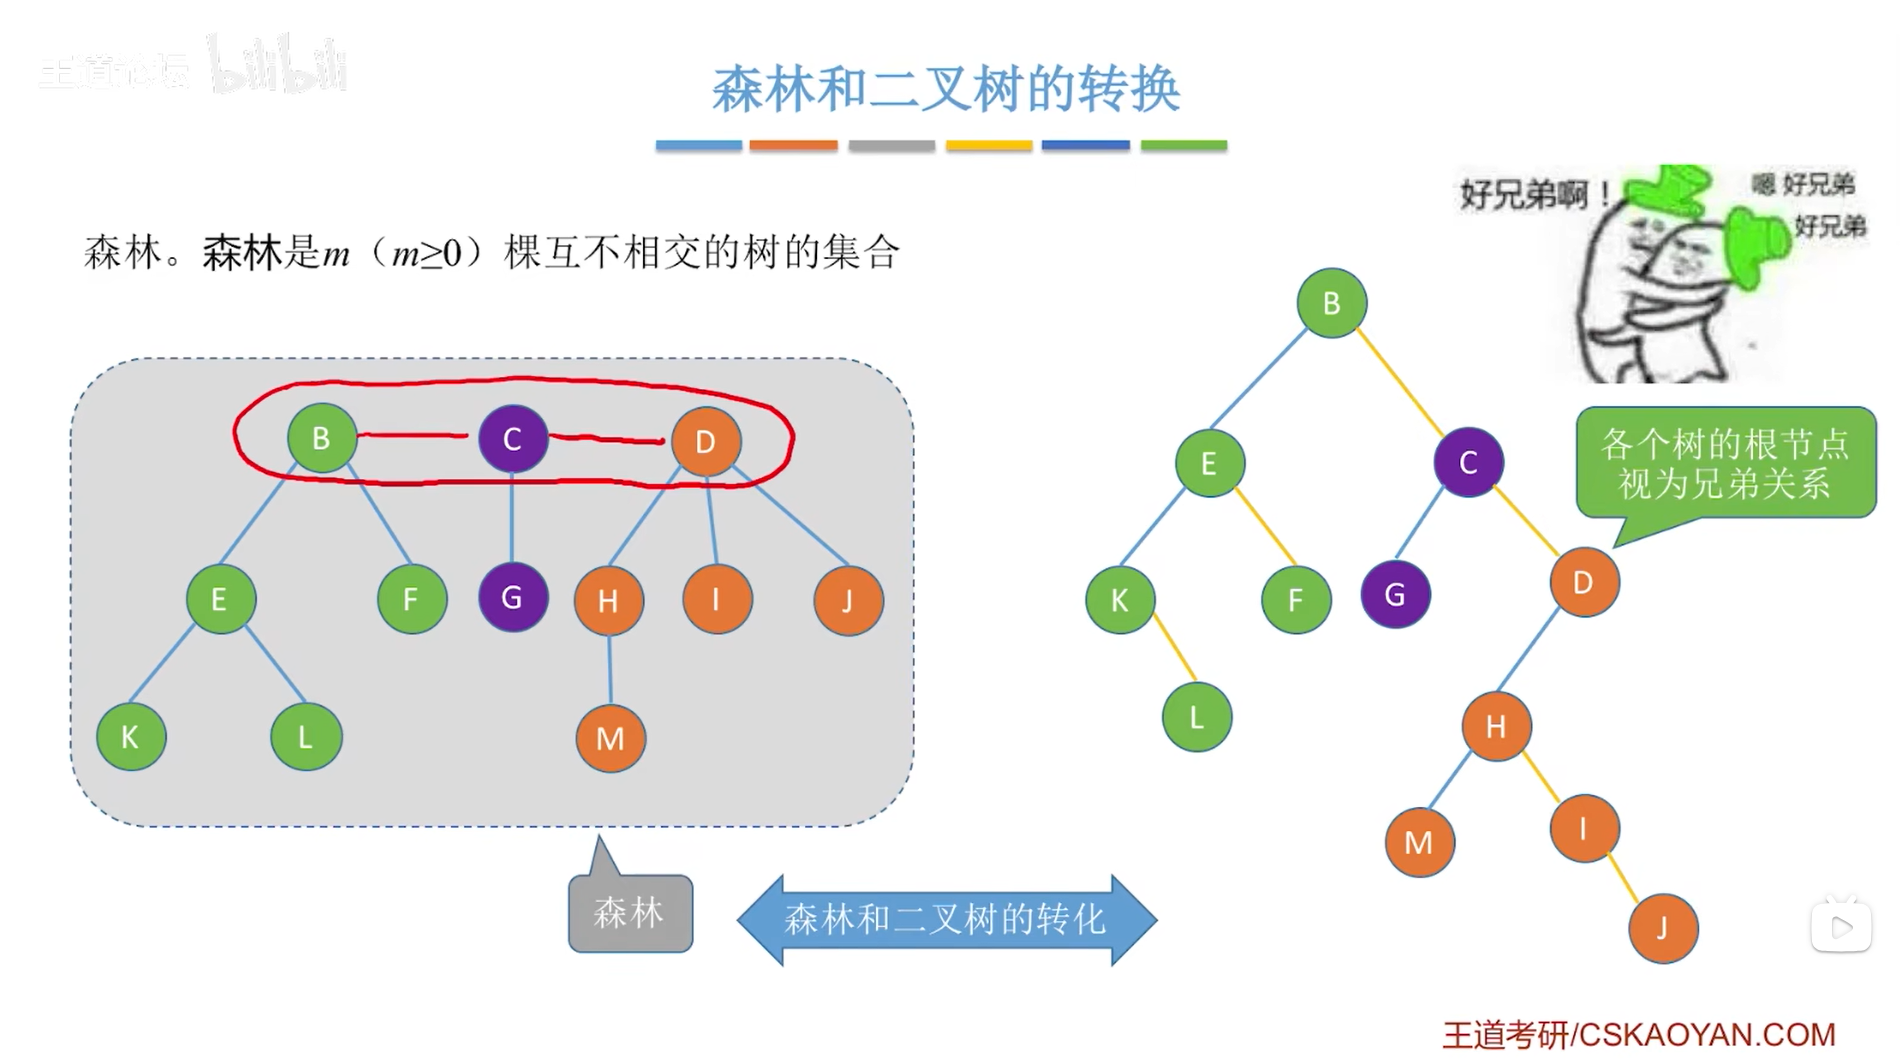 王道论坛 bilibili
森林和二叉树的转换
好兄弟啊！
嗯 好兄弟
好兄弟
森林。森林是m（m≥0）棵互不相交的树的集合
B C D
E F G H I J
K L M
森林
森林和二叉树的转化
B
E C
各个树的根节点
视为兄弟关系
K F G D
L H
M I
J
王道考研/CSKAOYAN.COM